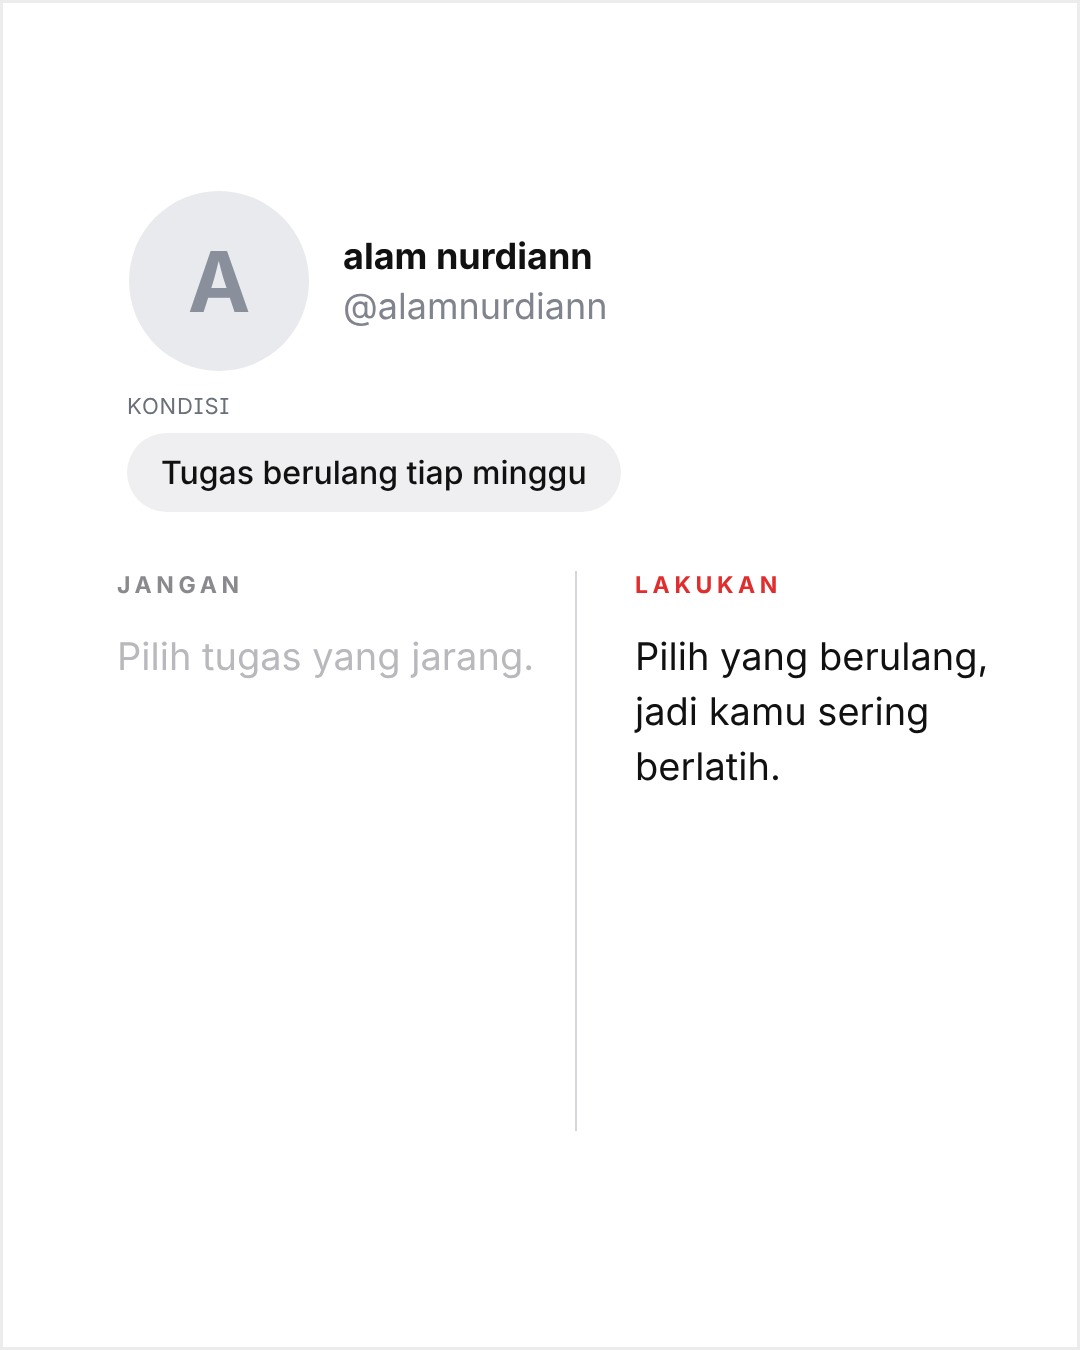 A
alam nurdiann
@alamnurdiann
KONDISI
Tugas berulang tiap minggu
JANGAN
Pilih tugas yang jarang.
LAKUKAN
Pilih yang berulang,
jadi kamu sering
berlatih.